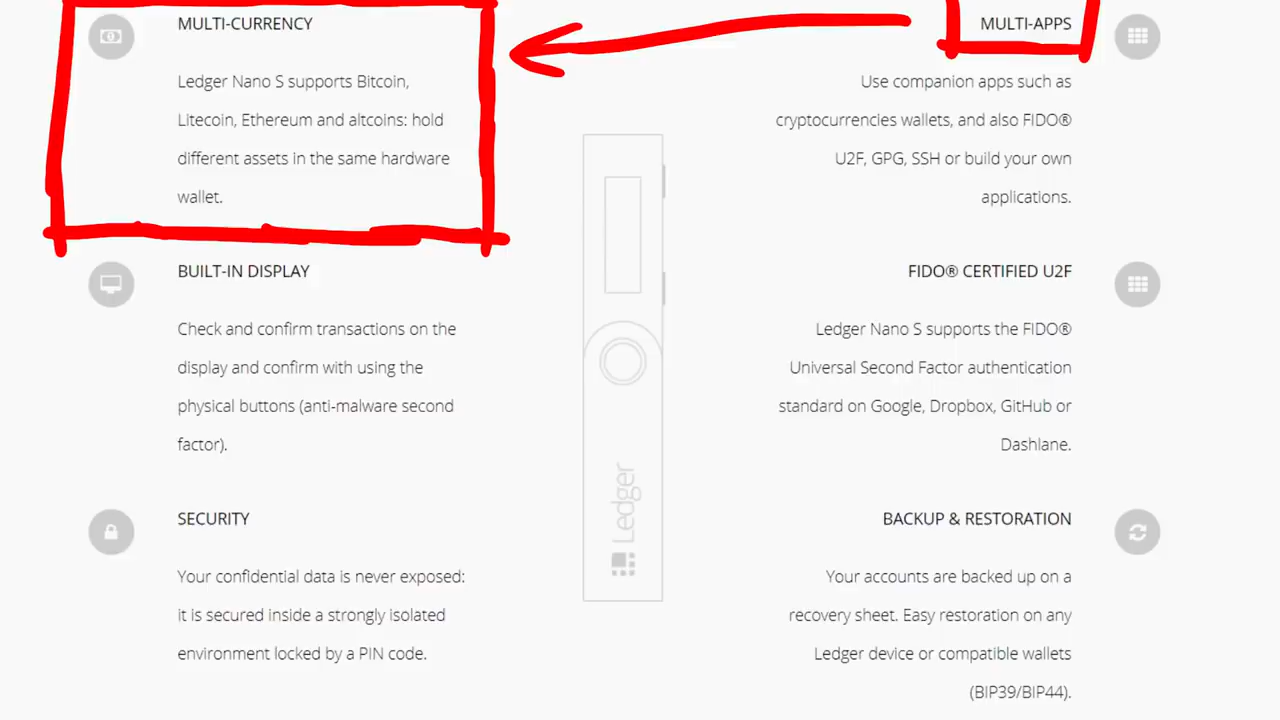 MULTI-CURRENCY
Ledger Nano S supports Bitcoin,
Litecoin, Ethereum and altcoins: hold
different assets in the same hardware
wallet.
MULTI-APPS
Use companion apps such as
cryptocurrencies wallets, and also FIDO®
U2F, GPG, SSH or build your own
applications.
BUILT-IN DISPLAY
Check and confirm transactions on the
display and confirm with using the
physical buttons (anti-malware second
factor).
FIDO® CERTIFIED U2F
Ledger Nano S supports the FIDO®
Universal Second Factor authentication
standard on Google, Dropbox, GitHub or
Dashlane.
SECURITY
Your confidential data is never exposed:
it is secured inside a strongly isolated
environment locked by a PIN code.
BACKUP & RESTORATION
Your accounts are backed up on a
recovery sheet. Easy restoration on any
Ledger device or compatible wallets
(BIP39/BIP44).
Ledger